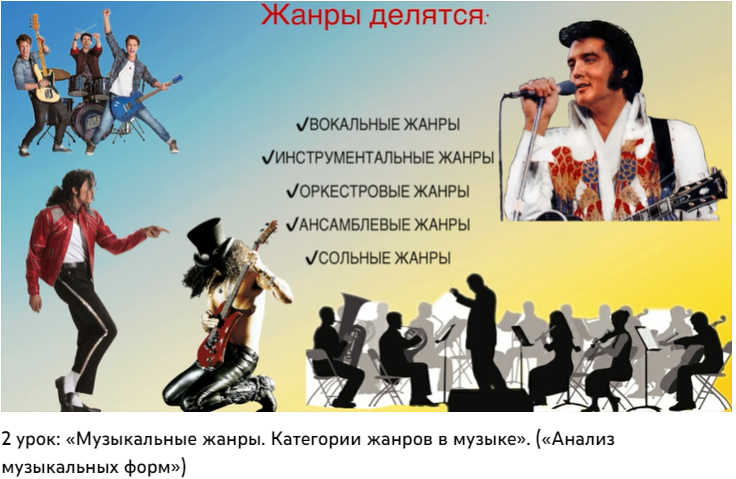 Жанры делятся:
✓ВОКАЛЬНЫЕ ЖАНРЫ
✓ИНСТРУМЕНТАЛЬНЫЕ ЖАНРЫ
✓ОРКЕСТРОВЫЕ ЖАНРЫ
✓АНСАМБЛЕВЫЕ ЖАНРЫ
✓СОЛЬНЫЕ ЖАНРЫ
2 урок: «Музыкальные жанры. Категории жанров в музыке». («Анализ
музыкальных форм»)